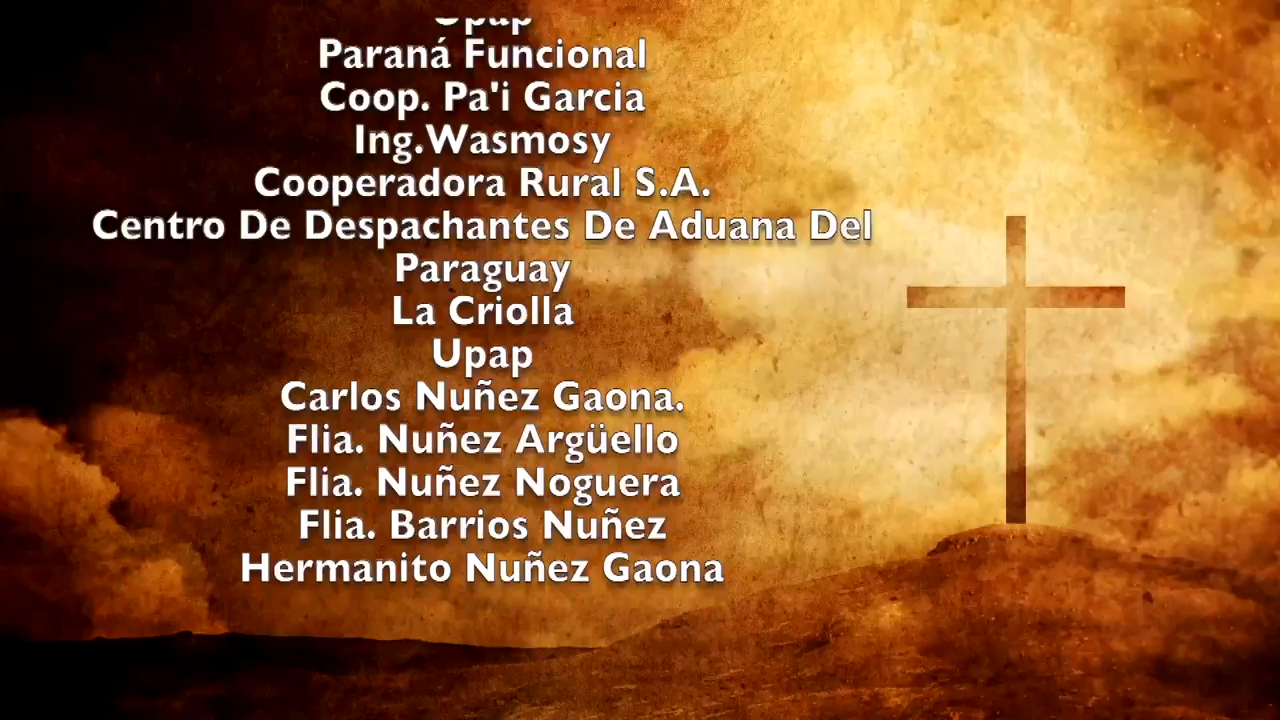 Upap
Paraná Funcional
Coop. Pa'i Garcia
Ing.Wasmosy
Cooperadora Rural S.A.
Centro De Despachantes De Aduana Del
Paraguay
La Criolla
Upap
Carlos Nuñez Gaona.
Flia. Nuñez Argüello
Flia. Nuñez Noguera
Flia. Barrios Nuñez
Hermanito Nuñez Gaona